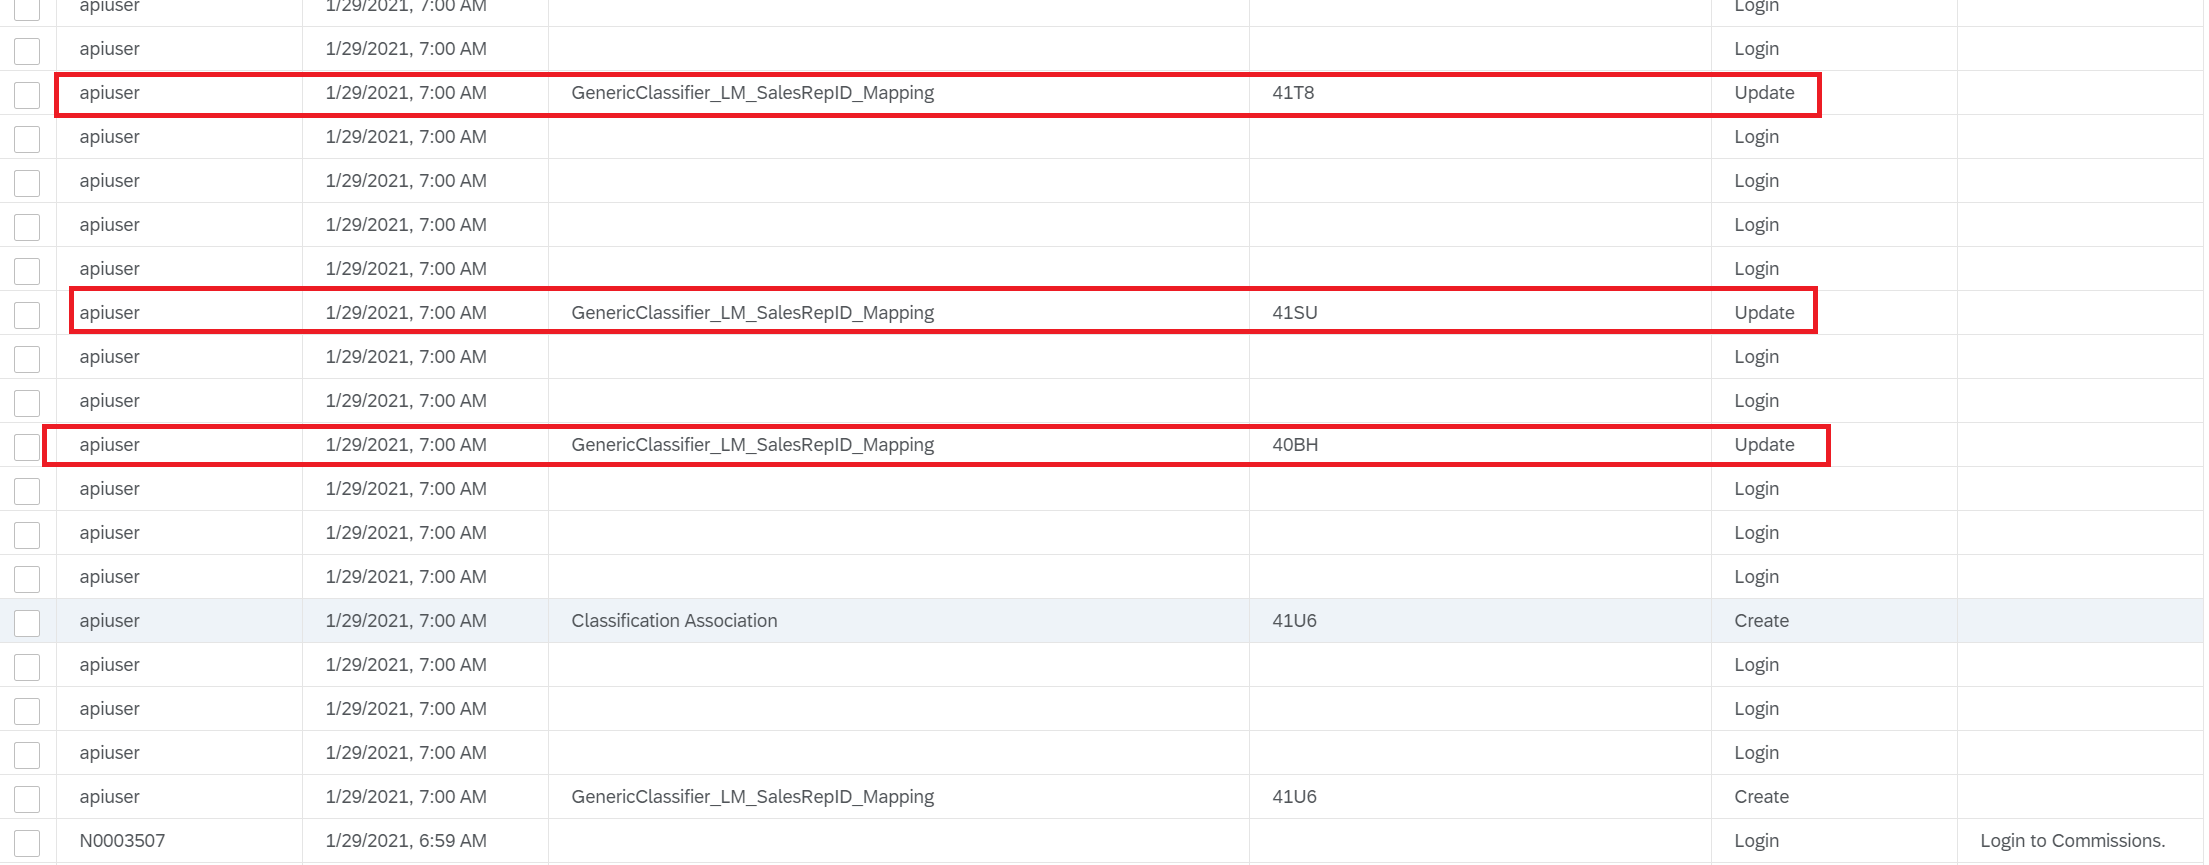 apiuser 1/29/2021, 7:00 AM Login
apiuser 1/29/2021, 7:00 AM Login
apiuser 1/29/2021, 7:00 AM GenericClassifier_LM_SalesRepID_Mapping 41T8 Update
apiuser 1/29/2021, 7:00 AM Login
apiuser 1/29/2021, 7:00 AM Login
apiuser 1/29/2021, 7:00 AM Login
apiuser 1/29/2021, 7:00 AM Login
apiuser 1/29/2021, 7:00 AM GenericClassifier_LM_SalesRepID_Mapping 41SU Update
apiuser 1/29/2021, 7:00 AM Login
apiuser 1/29/2021, 7:00 AM Login
apiuser 1/29/2021, 7:00 AM GenericClassifier_LM_SalesRepID_Mapping 40BH Update
apiuser 1/29/2021, 7:00 AM Login
apiuser 1/29/2021, 7:00 AM Login
apiuser 1/29/2021, 7:00 AM Login
apiuser 1/29/2021, 7:00 AM Classification Association 41U6 Create
apiuser 1/29/2021, 7:00 AM Login
apiuser 1/29/2021, 7:00 AM Login
apiuser 1/29/2021, 7:00 AM Login
apiuser 1/29/2021, 7:00 AM GenericClassifier_LM_SalesRepID_Mapping 41U6 Create
N0003507 1/29/2021, 6:59 AM Login Login to Commissions.